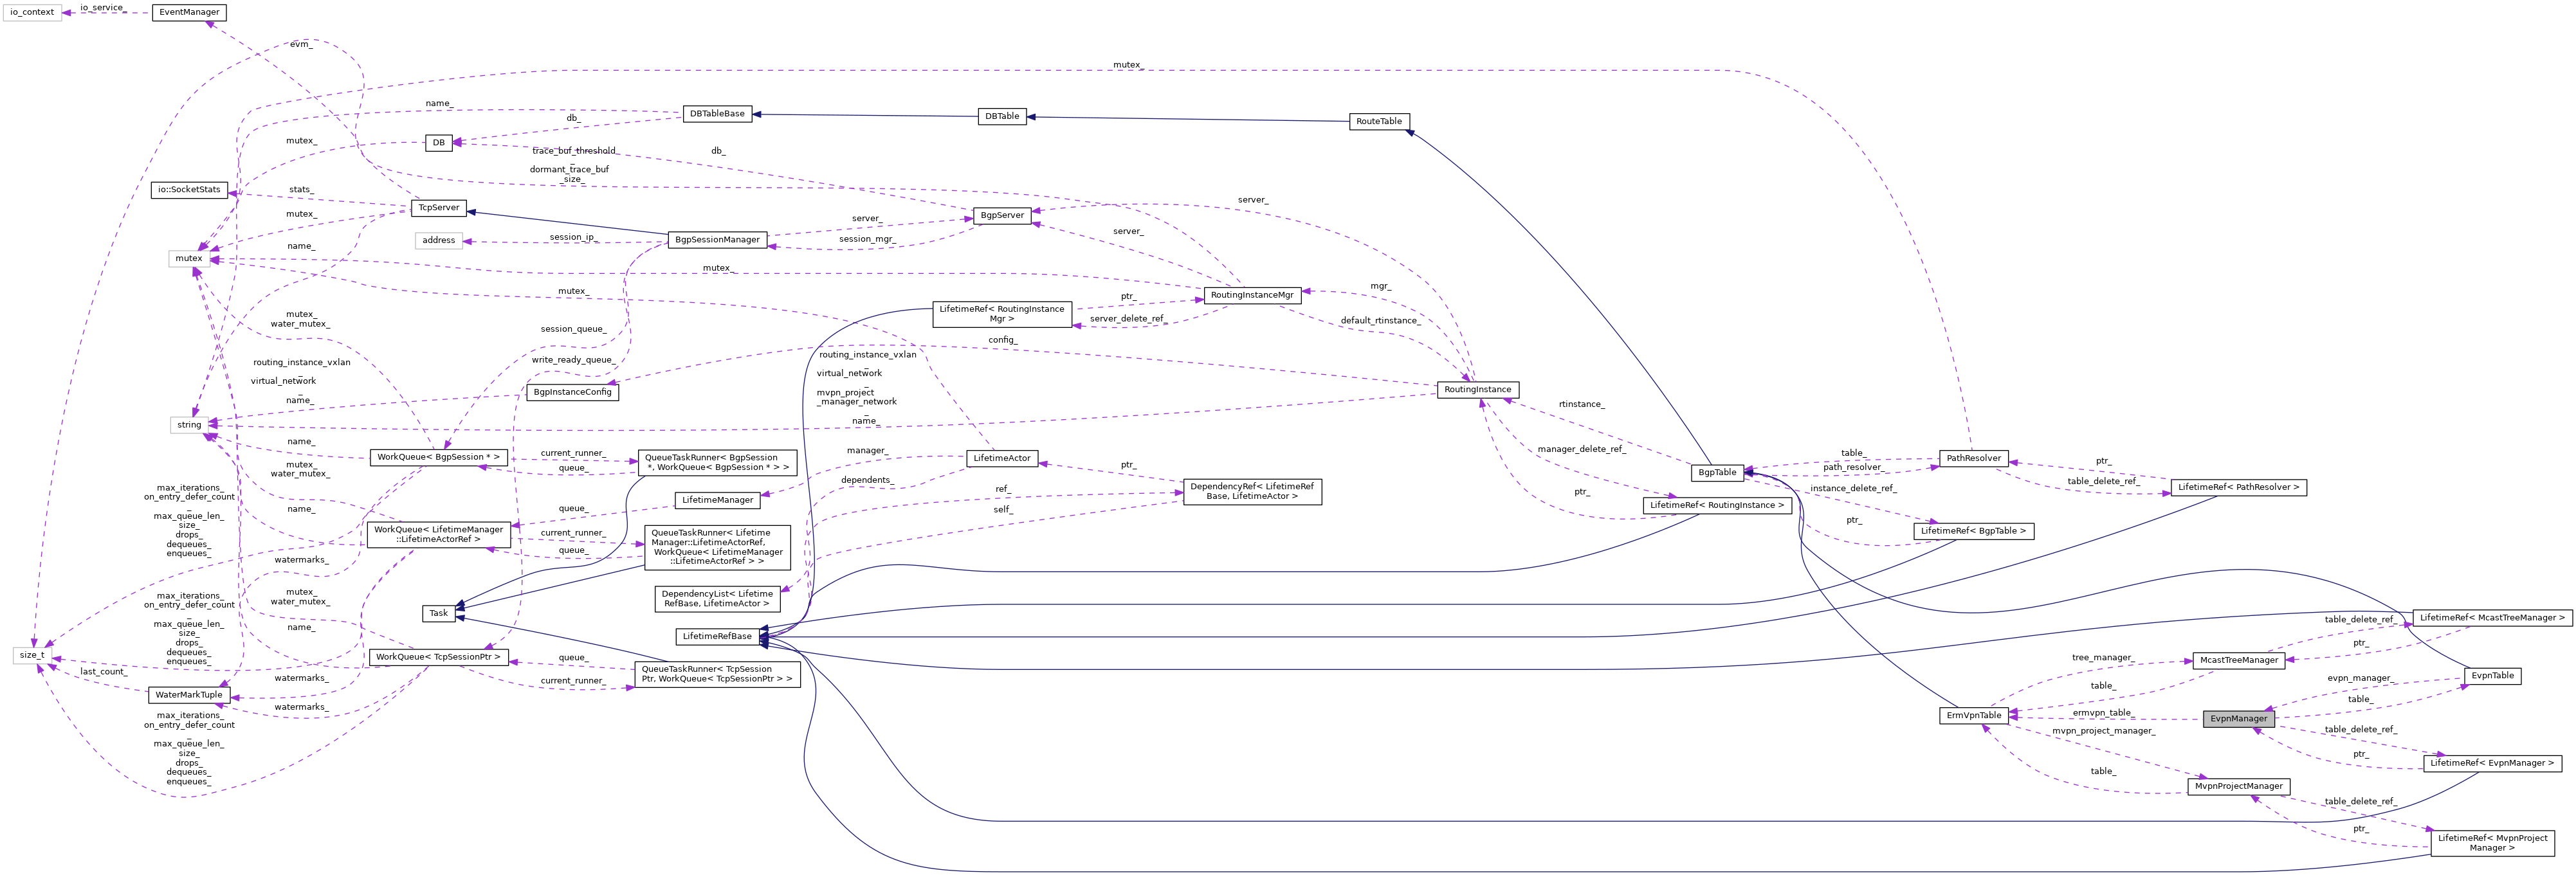 io_context
io_service_
EventManager
evm_
mutex_
name_
DBTableBase
DBTable
db_
RouteTable
mutex_
DB
trace_buf_threshold
_
dormant_trace_buf
_size_
db_
io::SocketStats
stats_
TcpServer
mutex_
server_
BgpServer
server_
address
session_ip_
BgpSessionManager
session_mgr_
server_
name_
mutex
mutex_
mutex_
RoutingInstanceMgr
mgr_
ptr_
LifetimeRef< RoutingInstance
Mgr >
server_delete_ref_
default_rtinstance_
mutex_
water_mutex_
session_queue_
config_
routing_instance_vxlan
_
virtual_network
_
name_
write_ready_queue_
BgpInstanceConfig
routing_instance_vxlan
_
virtual_network
_
mvpn_project
_manager_network
_
name_
RoutingInstance
rtinstance_
string
name_
WorkQueue< BgpSession * >
current_runner_
queue_
QueueTaskRunner< BgpSession
*, WorkQueue< BgpSession * > >
manager_
LifetimeActor
dependents_
ptr_
manager_delete_ref_
BgpTable
table_
path_resolver_
PathResolver
ptr_
table_delete_ref_
LifetimeRef< PathResolver >
mutex_
water_mutex_
LifetimeManager
ref_
self_
DependencyRef< LifetimeRef
Base, LifetimeActor >
ptr_
LifetimeRef< RoutingInstance >
instance_delete_ref_
ptr_
LifetimeRef< BgpTable >
max_iterations_
on_entry_defer_count
_
max_queue_len_
size_
drops_
dequeues_
enqueues_
name_
queue_
WorkQueue< LifetimeManager
::LifetimeActorRef >
current_runner_
queue_
QueueTaskRunner< Lifetime
Manager::LifetimeActorRef,
WorkQueue< LifetimeManager
::LifetimeActorRef > >
watermarks_
max_iterations_
on_entry_defer_count
_
max_queue_len_
size_
drops_
dequeues_
enqueues_
mutex_
water_mutex_
name_
Task
DependencyList< Lifetime
RefBase, LifetimeActor >
LifetimeRefBase
table_delete_ref_
LifetimeRef< McastTreeManager >
ptr_
size_t
last_count_
WaterMarkTuple
watermarks_
watermarks_
WorkQueue< TcpSessionPtr >
queue_
current_runner_
QueueTaskRunner< TcpSession
Ptr, WorkQueue< TcpSessionPtr > >
tree_manager_
McastTreeManager
table_
evpn_manager_
EvpnTable
table_
ErmVpnTable
ermvpn_table_
EvpnManager
mvpn_project_manager_
table_delete_ref_
ptr_
LifetimeRef< EvpnManager >
table_
MvpnProjectManager
table_delete_ref_
ptr_
LifetimeRef< MvpnProject
Manager >
max_iterations_
on_entry_defer_count
_
max_queue_len_
size_
drops_
dequeues_
enqueues_